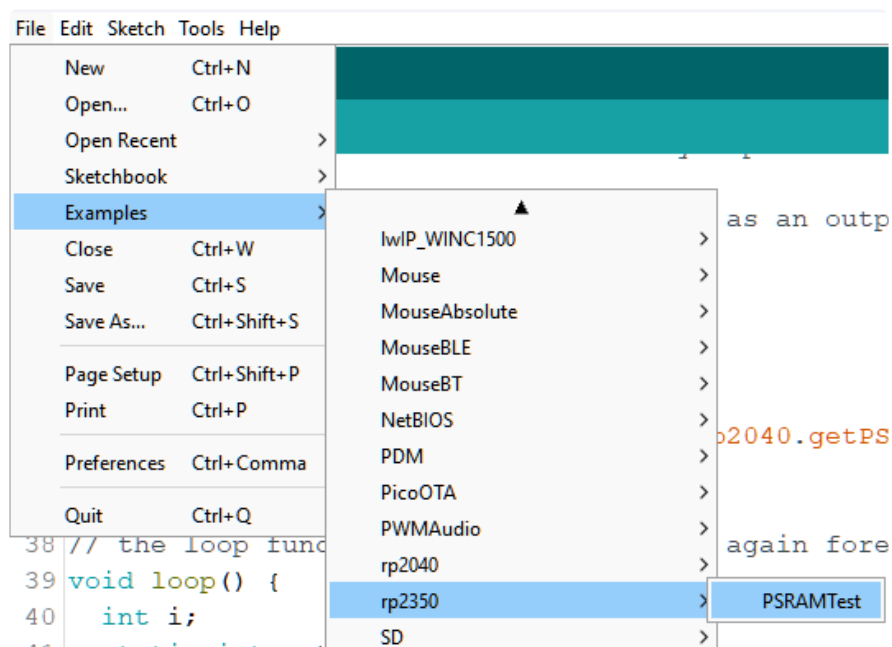 File Edit Sketch Tools Help
New Ctrl+N
Open... Ctrl+O
Open Recent
Sketchbook
Examples
Close Ctrl+W
Save Ctrl+S
Save As... Ctrl+Shift+S
Page Setup Ctrl+Shift+P
Print Ctrl+P
Preferences Ctrl+Comma
Quit Ctrl+Q
lwIP_WINC1500
Mouse
MouseAbsolute
MouseBLE
MouseBT
NetBIOS
PDM
PicoOTA
PWMAudio
rp2040
rp2350
SD
PSRAMTest
as an outp
p2040.getPS
38 // the loop func
again fore
39 void loop() {
40 int i;